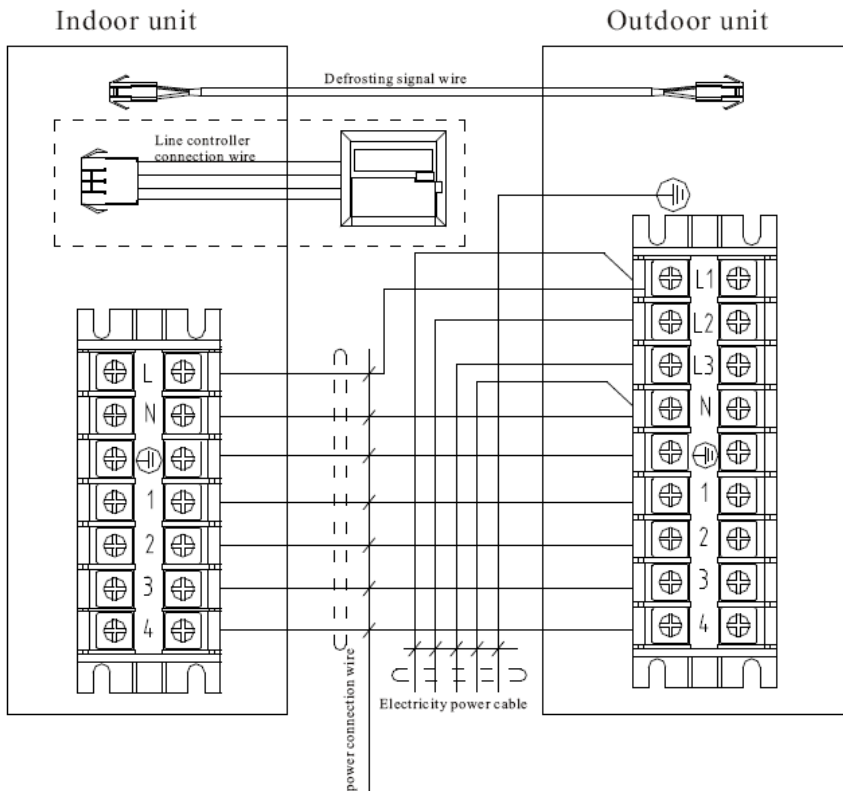 Indoor unit
Outdoor unit
Defrosting signal wire
Line controller
connection wire
L
N
1
2
3
4
L1
L2
L3
N
1
2
3
4
power connection wire
Electricity power cable